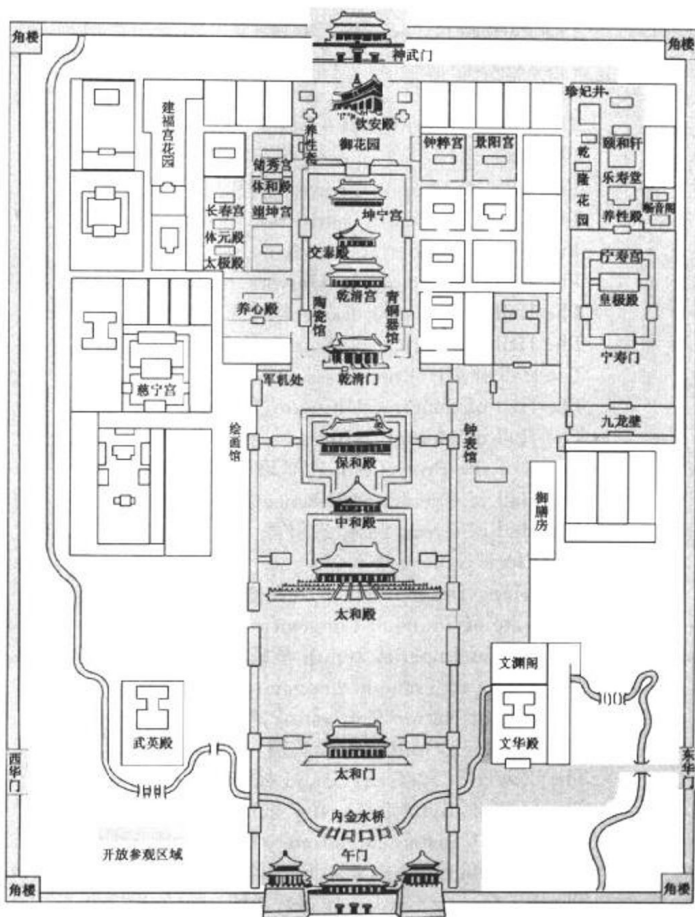 角楼
神武门
角楼
钦安殿
御花园
养性斋
建福宫花园
储秀宫
体和殿
翊坤宫
长春宫
体元殿
太极殿
钟粹宫
景阳宫
珍妃井
颐和轩
乐寿堂
养性殿
畅音阁
乾隆花园
坤宁宫
交泰殿
乾清宫
陶瓷馆
青铜器馆
宁寿宫
皇极殿
宁寿门
养心殿
乾清门
军机处
慈宁宫
九龙壁
绘画馆
钟表馆
保和殿
中和殿
太和殿
御膳房
文渊阁
文华殿
武英殿
太和门
西华门
东华门
内金水桥
午门
开放参观区域
角楼
角楼